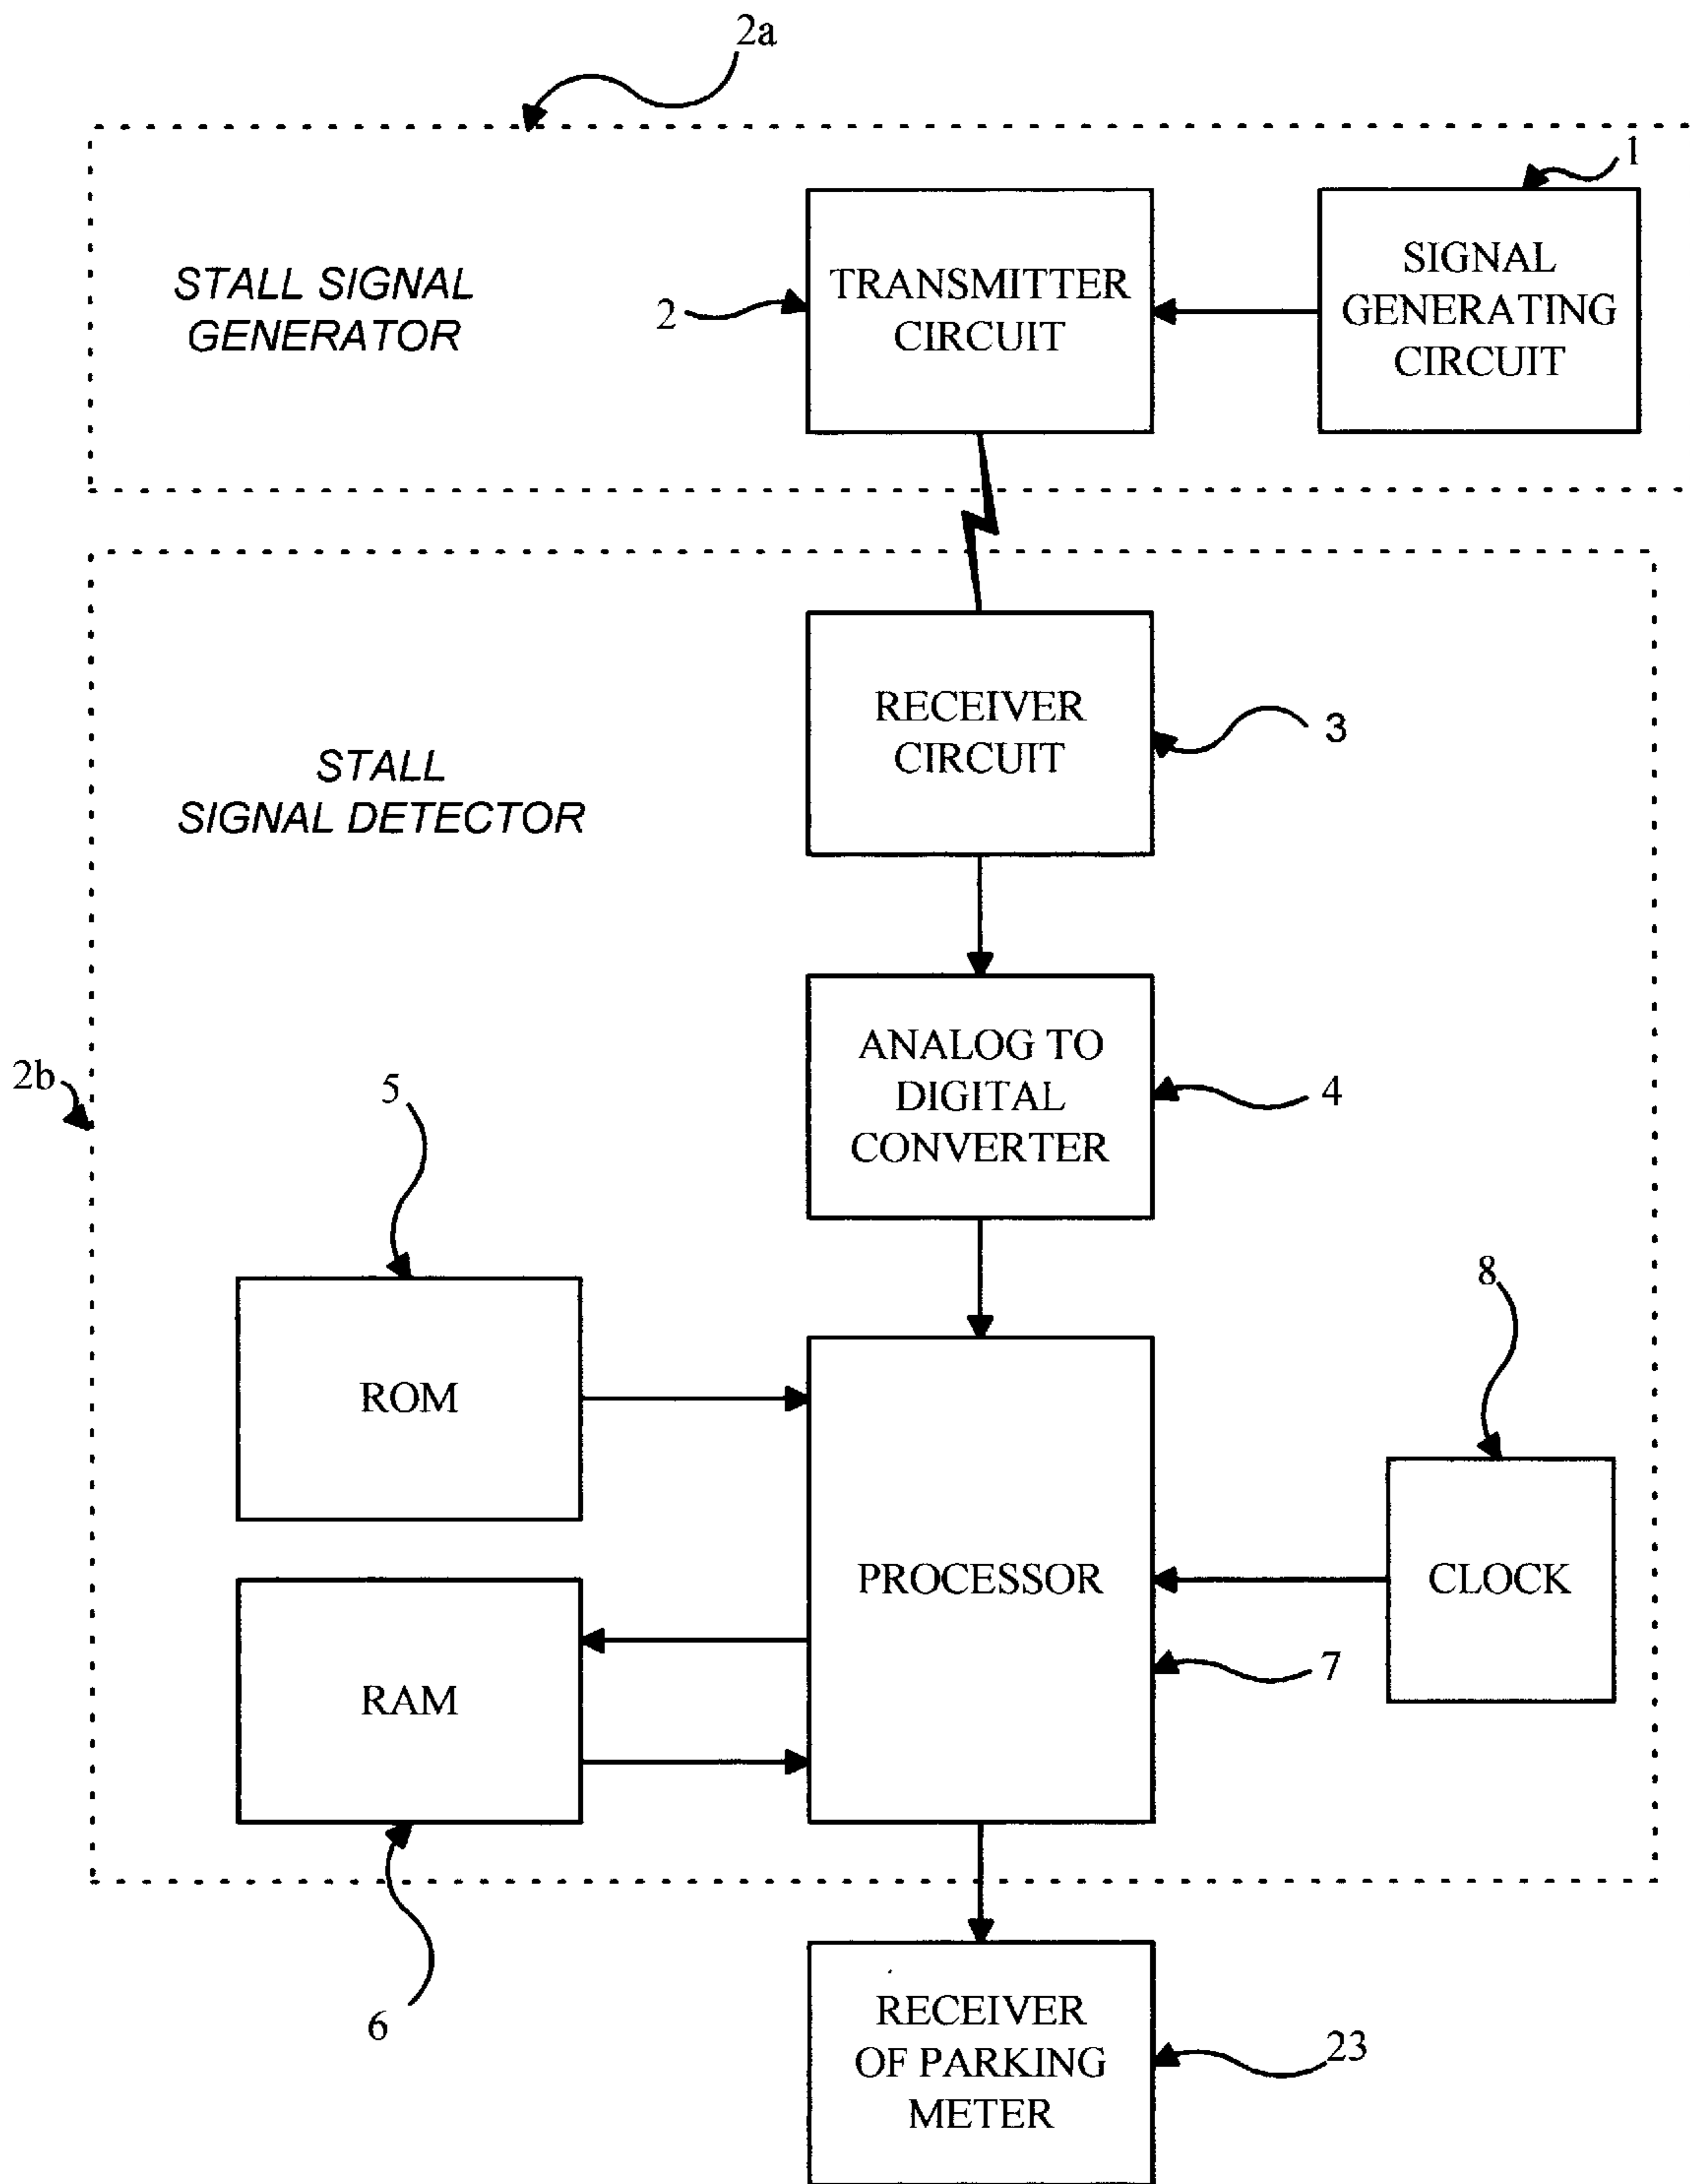 2a
1
STALL SIGNAL
GENERATOR
2
TRANSMITTER
CIRCUIT
SIGNAL
GENERATING
CIRCUIT
RECEIVER
CIRCUIT
3
STALL
SIGNAL DETECTOR
ANALOG TO
DIGITAL
CONVERTER
4
2b
5
8
ROM
PROCESSOR
CLOCK
7
RAM
6
RECEIVER
OF PARKING
METER
23